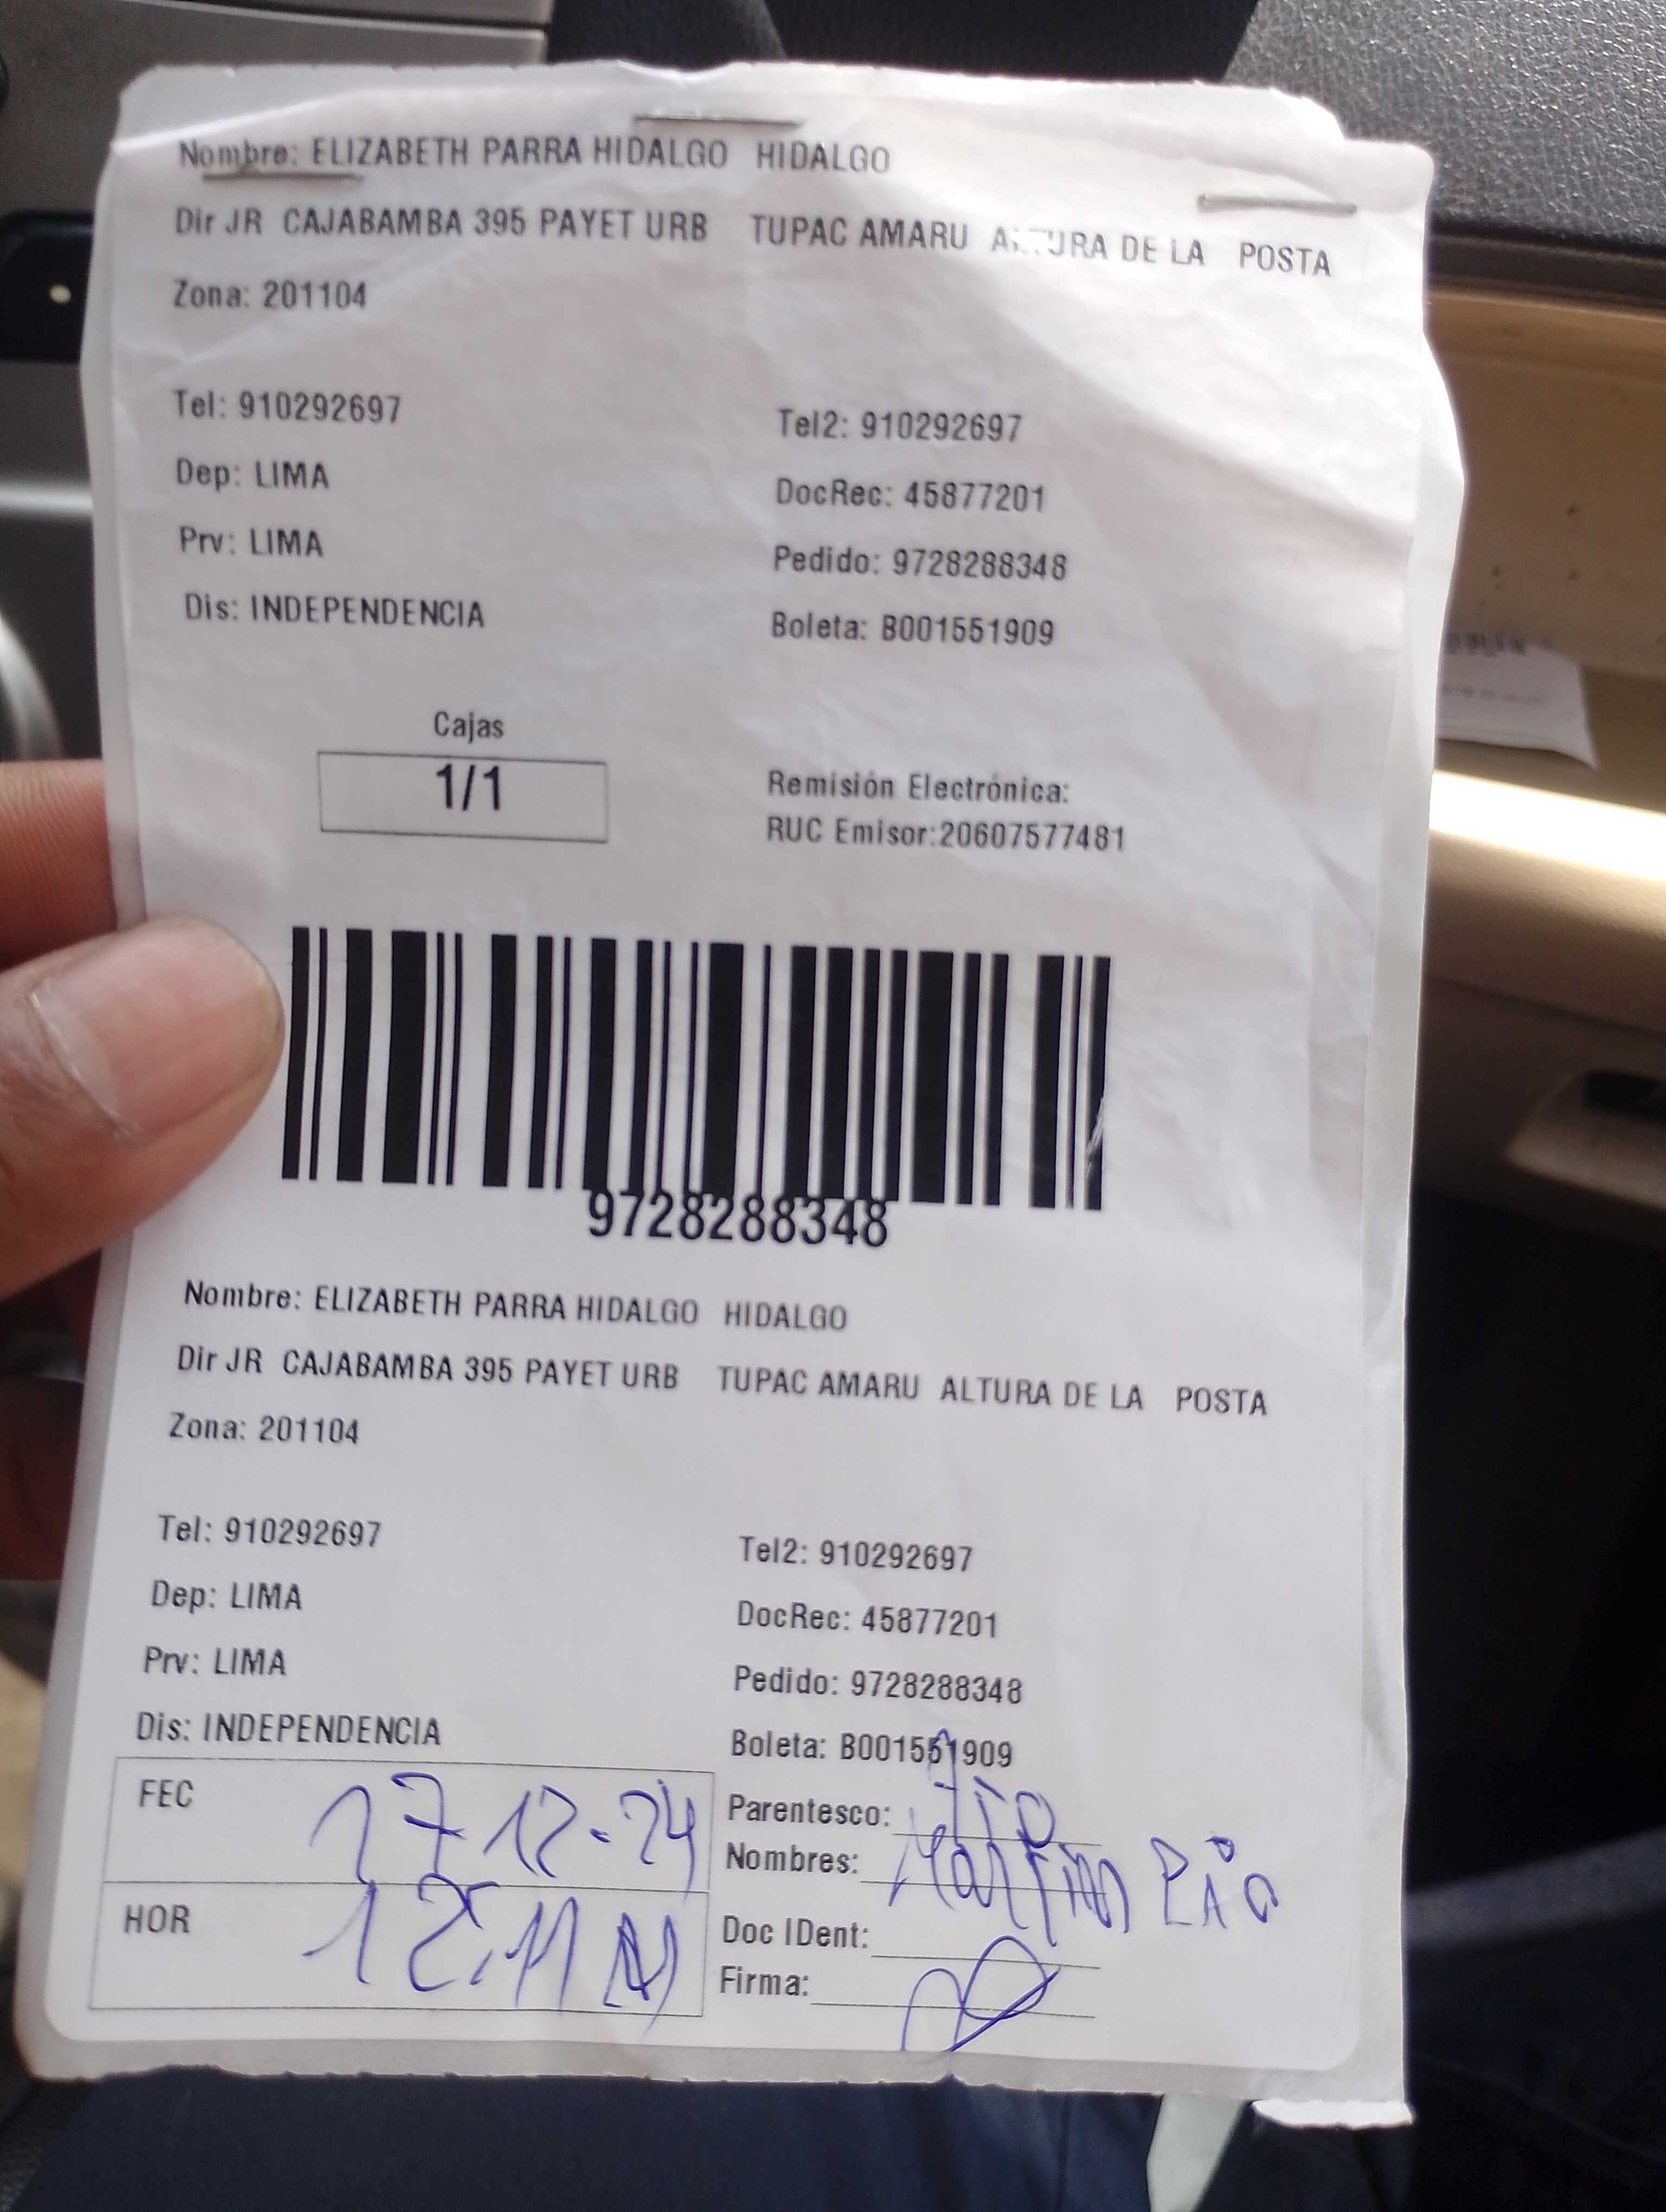 Nombre: ELIZABETH PARRA HIDALGO HIDALGO
Dir JR CAJABAMBA 395 PAYET URB TUPAC AMARU ALTURA DE LA POSTA
Zona: 201104
Tel: 910292697 Tel2: 910292697
Dep: LIMA DocRec: 45877201
Prv: LIMA Pedido: 9728288348
Dis: INDEPENDENCIA Boleta: B001551909
Cajas
1/1
Remisión Electrónica:
RUC Emisor:20607577481
9728288348
Nombre: ELIZABETH PARRA HIDALGO HIDALGO
Dir JR CAJABAMBA 395 PAYET URB TUPAC AMARU ALTURA DE LA POSTA
Zona: 201104
Tel: 910292697 Tel2: 910292697
Dep: LIMA DocRec: 45877201
Prv: LIMA Pedido: 9728288348
Dis: INDEPENDENCIA Boleta: B001551909
FEC 17-12-24
Parentesco: Tío
Nombres: Martin
HOR 12:11
Doc IDent:
Firma: